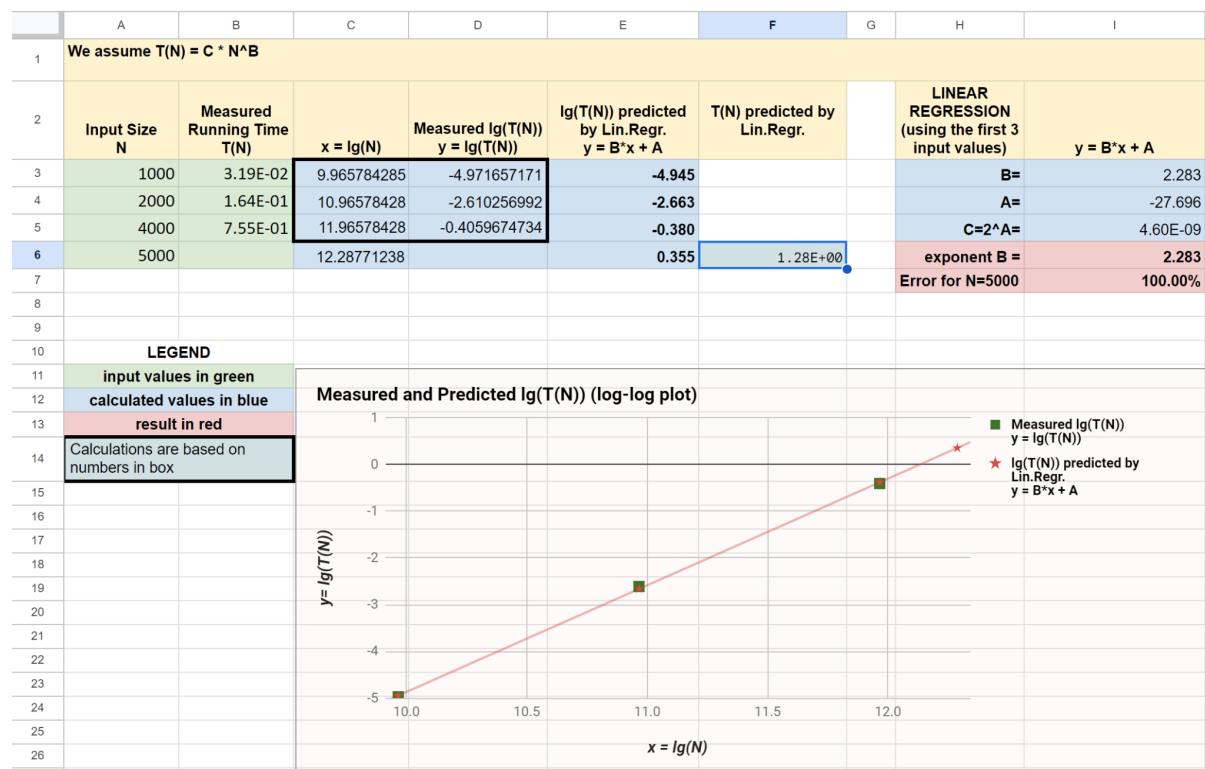 A B C D E F G H I
1 We assume T(N) = C * N^B
LINEAR
Measured lg(T(N)) predicted T(N) predicted by REGRESSION
2 Input Size Running Time Measured lg(T(N)) by Lin.Regr. Lin.Regr. (using the first 3
N T(N) x = lg(N) y = lg(T(N)) y = B*x + A input values) y = B*x + A
3 1000 3.19E-02 9.965784285 -4.971657171 -4.945 B= 2.283
4 2000 1.64E-01 10.96578428 -2.610256992 -2.663 A= -27.696
5 4000 7.55E-01 11.96578428 -0.4059674734 -0.380 C=2^A= 4.60E-09
6 5000 12.28771238 0.355 1.28E+00 exponent B = 2.283
7 Error for N=5000 100.00%
8
9
10 LEGEND
11 input values in green
12 calculated values in blue
13 result in red
14 Calculations are based on
numbers in box
15
16
17
18
19
20
21
22
23
24
25
26
Measured and Predicted lg(T(N)) (log-log plot)
1
0
-1
-2
-3
-4
-5
y= lg(T(N))
10.0 10.5 11.0 11.5 12.0
x = lg(N)
Measured lg(T(N))
y = lg(T(N))
lg(T(N)) predicted by
Lin.Regr.
y = B*x + A